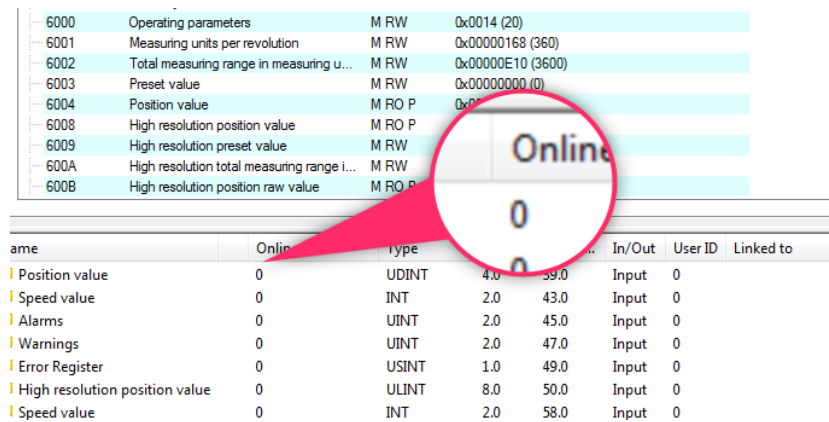 6000 Operating parameters M RW 0x0014 (20)
6001 Measuring units per revolution M RW 0x00000168 (360)
6002 Total measuring range in measuring u... M RW 0x00000E10 (3600)
6003 Preset value M RW 0x00000000 (0)
6004 Position value M RO P
6008 High resolution position value M RO P
6009 High resolution preset value M RW
600A High resolution total measuring range i... M RW
600B High resolution position raw value M RO P
Online
0
0
ame Online Type In/Out User ID Linked to
Position value 0 UDINT 4.0 39.0 Input 0
Speed value 0 INT 2.0 43.0 Input 0
Alarms 0 UINT 2.0 45.0 Input 0
Warnings 0 UINT 2.0 47.0 Input 0
Error Register 0 USINT 1.0 49.0 Input 0
High resolution position value 0 ULINT 8.0 50.0 Input 0
Speed value 0 INT 2.0 58.0 Input 0